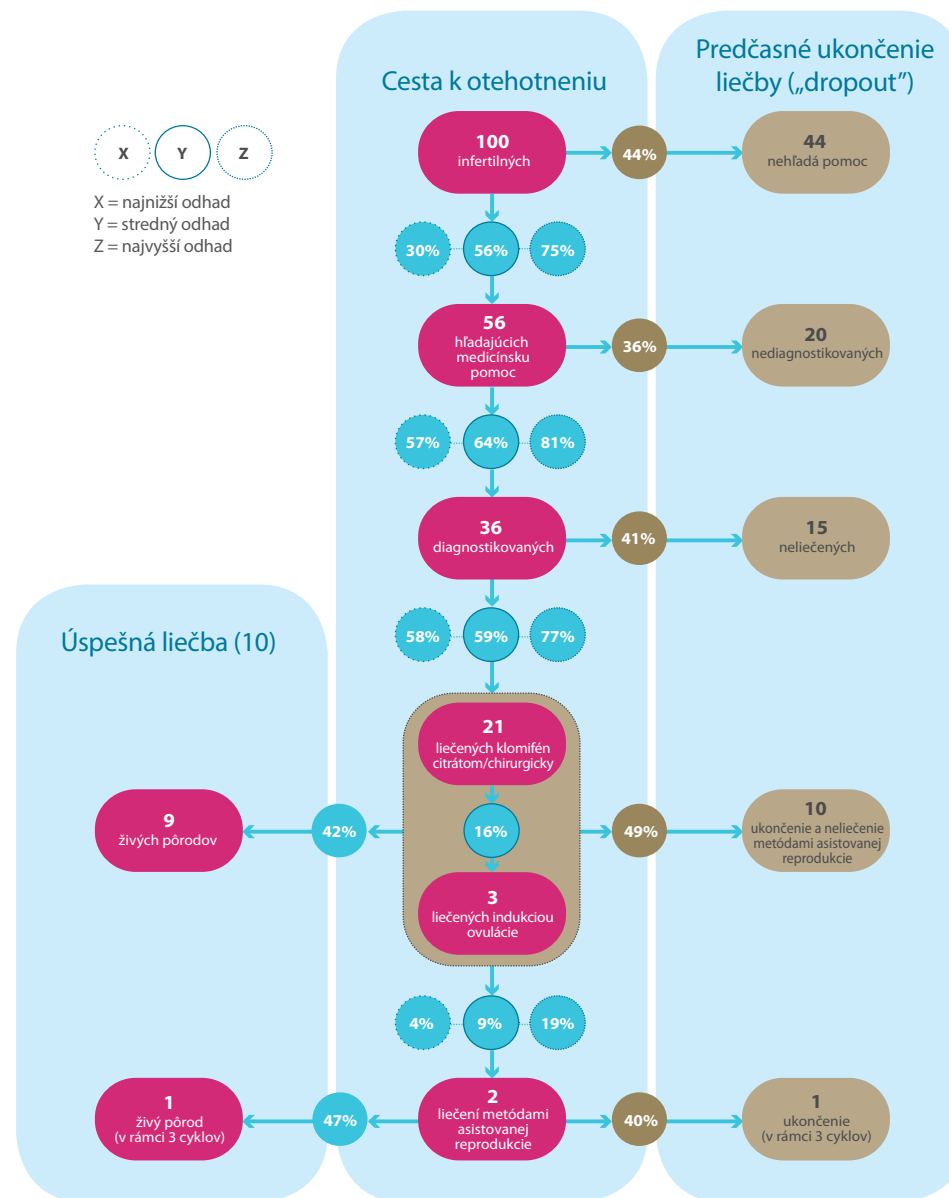 Predčasné ukončenie
liečby („dropout”)
Cesta k otehotneniu
X
Y
Z
X = najnižší odhad
Y = stredný odhad
Z = najvyšší odhad
100
infertilných
44%
44
nehľadá pomoc
30%
56%
75%
56
hľadajúcich
medicínsku
pomoc
36%
20
nediagnostikovaných
57%
64%
81%
36
diagnostikovaných
41%
15
neliečených
58%
59%
77%
Úspešná liečba (10)
21
liečených klomifén
citrátom/chirurgicky
9
živých pôrodov
42%
16%
49%
10
ukončenie a neliečenie
metódami asistovanej
reprodukcie
3
liečených indukciou
ovulácie
4%
9%
19%
1
živý pôrod
(v rámci 3 cyklov)
47%
2
liečení metódami
asistovanej
reprodukcie
40%
1
ukončenie
(v rámci 3 cyklov)